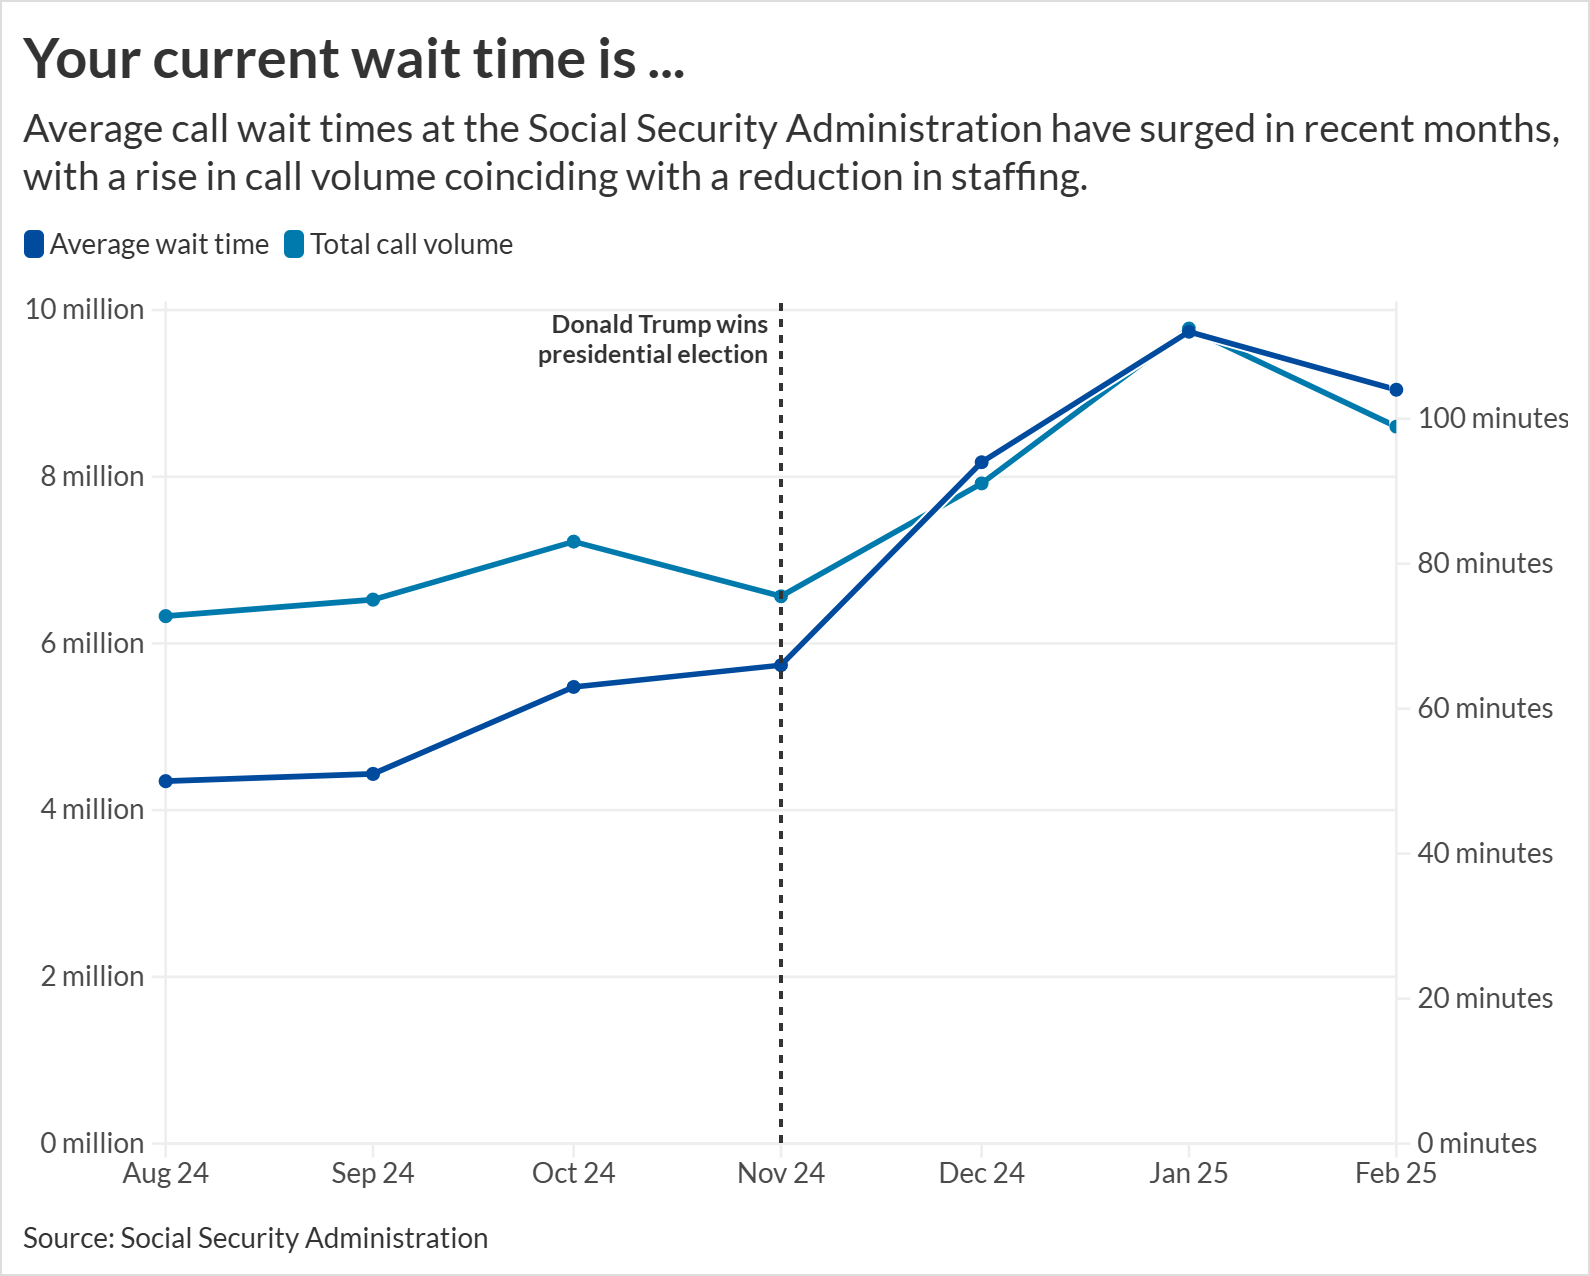 Your current wait time is ...
Average call wait times at the Social Security Administration have surged in recent months,
with a rise in call volume coinciding with a reduction in staffing.
Average wait time Total call volume
10 million
8 million
6 million
4 million
2 million
0 million
Donald Trump wins
presidential election
100 minutes
80 minutes
60 minutes
40 minutes
20 minutes
0 minutes
Aug 24 Sep 24 Oct 24 Nov 24 Dec 24 Jan 25 Feb 25
Source: Social Security Administration